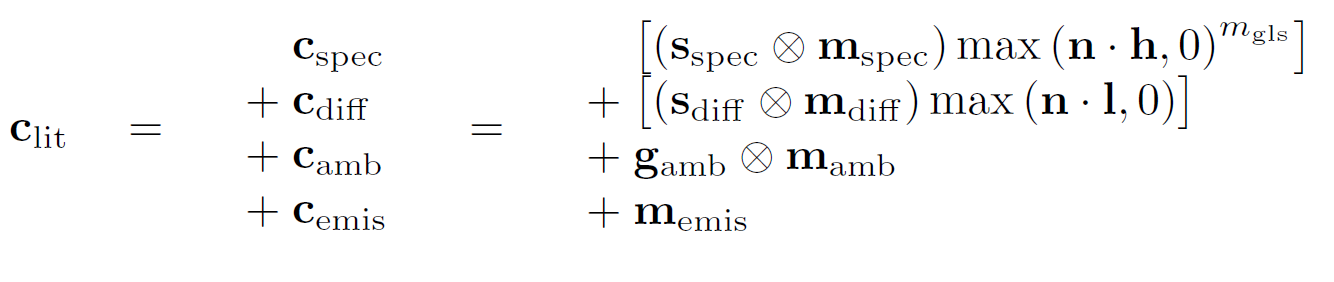 c_spec [(s_spec ⊗ m_spec) max (n · h, 0)^{m_gls}]
+ c_diff + [(s_diff ⊗ m_diff) max (n · l, 0)]
c_lit = =
+ c_amb + g_amb ⊗ m_amb
+ c_emis + m_emis